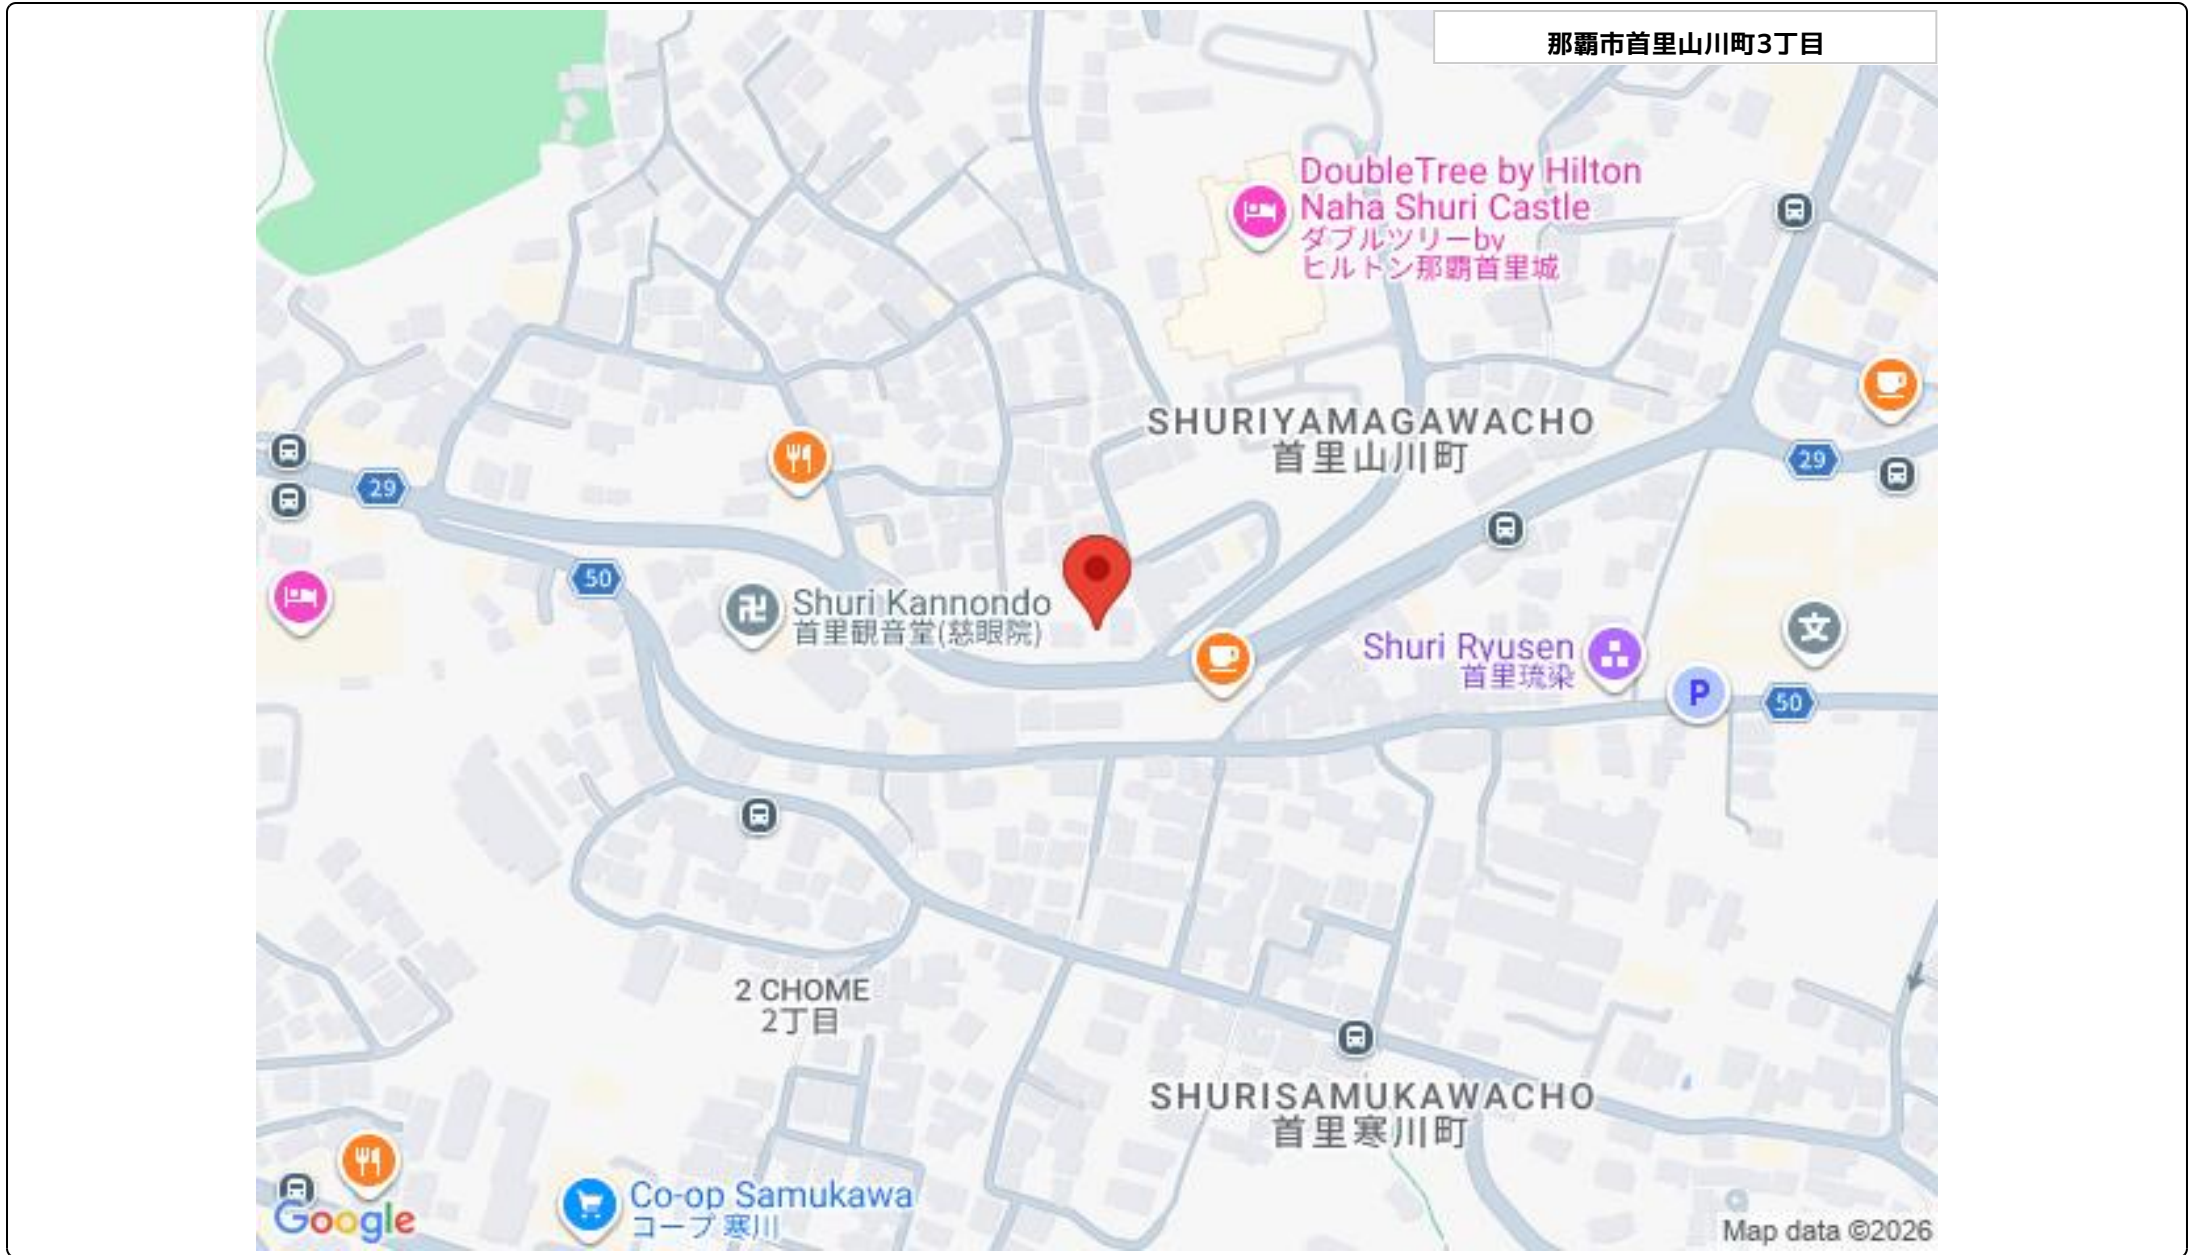 那覇市首里山川町3丁目
DoubleTree by Hilton
Naha Shuri Castle
ダブルツリーby
ヒルトン那覇首里城
SHURIYAMAGAWACHO
首里山川町
29
29
50
Shuri Kannondo
首里観音堂(慈眼院)
卍
Shuri Ryusen
首里琉染
文
P
50
2 CHOME
2丁目
SHURISAMUKAWACHO
首里寒川町
Co-op Samukawa
コープ寒川
Google
Map data ©2026